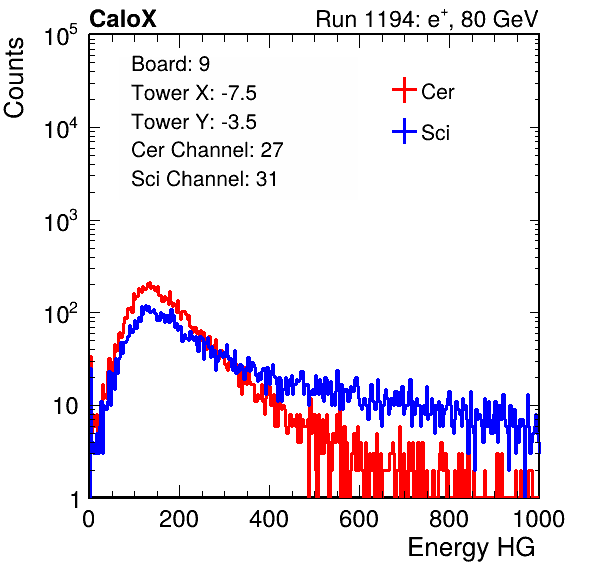 CaloX Run 1194: e⁺, 80 GeV
Counts
Board: 9
Tower X: -7.5
Tower Y: -3.5
Cer Channel: 27
Sci Channel: 31
Cer
Sci
10⁵
10⁴
10³
10²
10
1
0 200 400 600 800 1000
Energy HG